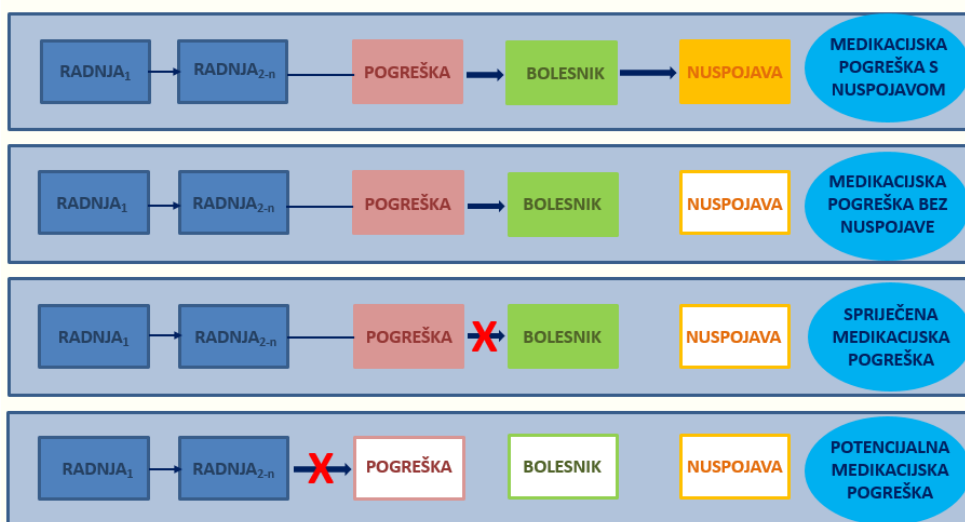 RADNJA₁
RADNJA₂₋ₙ
POGREŠKA
BOLESNIK
NUSPOJAVA
MEDIKACIJSKA
POGREŠKA S
NUSPOJAVOM
RADNJA₁
RADNJA₂₋ₙ
POGREŠKA
BOLESNIK
NUSPOJAVA
MEDIKACIJSKA
POGREŠKA BEZ
NUSPOJAVE
RADNJA₁
RADNJA₂₋ₙ
POGREŠKA
BOLESNIK
NUSPOJAVA
SPRIJEČENA
MEDIKACIJSKA
POGREŠKA
RADNJA₁
RADNJA₂₋ₙ
POGREŠKA
BOLESNIK
NUSPOJAVA
POTENCIJALNA
MEDIKACIJSKA
POGREŠKA